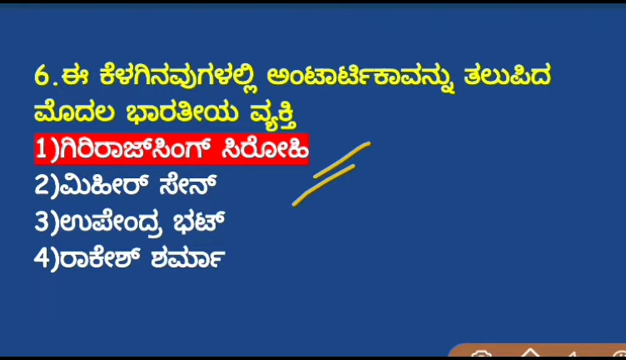 6.ಈ ಕೆಳಗಿನವುಗಳಲ್ಲಿ ಅಂಟಾರ್ಟಿಕಾವನ್ನು ತಲುಪಿದ
ಮೊದಲ ಭಾರತೀಯ ವ್ಯಕ್ತಿ
1)ಗಿರಿರಾಜ್‌ಸಿಂಗ್ ಸಿರೋಹಿ
2)ಮಿಹೀರ್ ಸೇನ್
3)ಉಪೇಂದ್ರ ಭಟ್
4)ರಾಕೇಶ್ ಶರ್ಮಾ